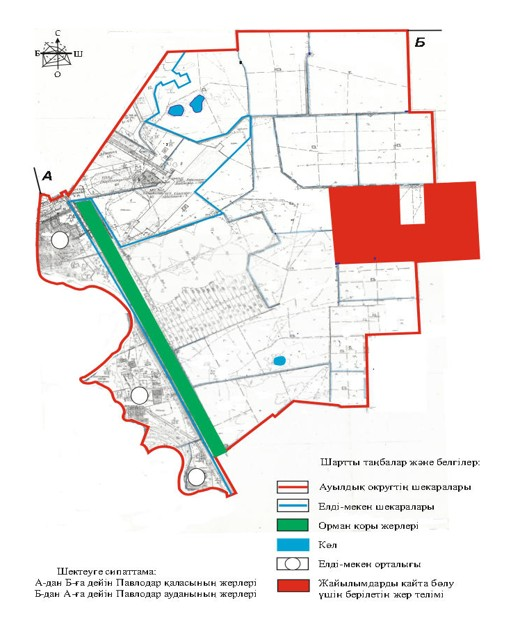 С
Б Ш
О
Б
А
Шартты таңбалар және белгілер:
Ауылдық округтің шекаралары
Елді-мекен шекаралары
Орман қоры жерлері
Көл
Елді-мекен орталығы
Жайылымдарды кайта бөлу
үшін берілетін жер телімі
Шектеуге сипаттама:
А-дан Б-ға дейін Павлодар қаласының жерлері
Б-дан А-ға дейін Павлодар ауданының жерлері